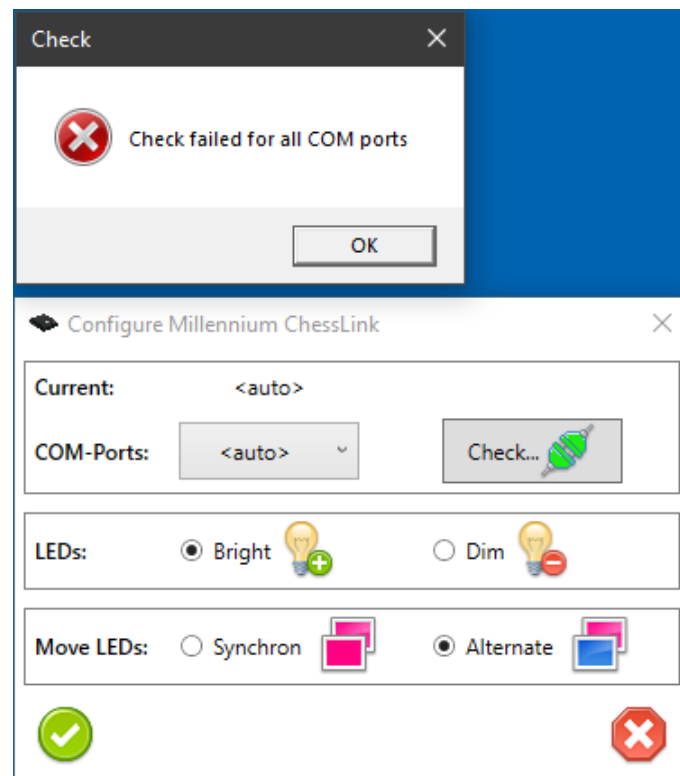 Check
Check failed for all COM ports
OK
Configure Millennium ChessLink
Current: <auto>
COM-Ports: <auto> Check...
LEDs: Bright Dim
Move LEDs: Synchron Alternate